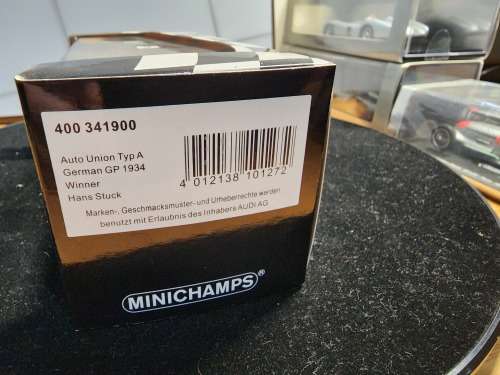 400 341900
Auto Union Typ A
German GP 1934
Winner
Hans Stuck
4 012138 101272
Marken-, Geschmacksmuster- und Urheberrechte werden
benutzt mit Erlaubnis des Inhabers AUDI AG
MINICHAMPS®